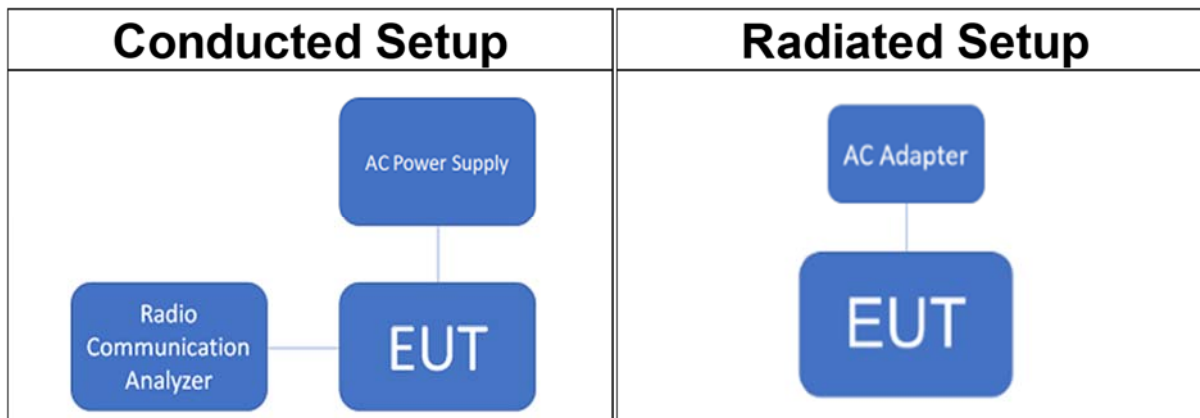 Conducted Setup
AC Power Supply
Radio
Communication
Analyzer
EUT
Radiated Setup
AC Adapter
EUT